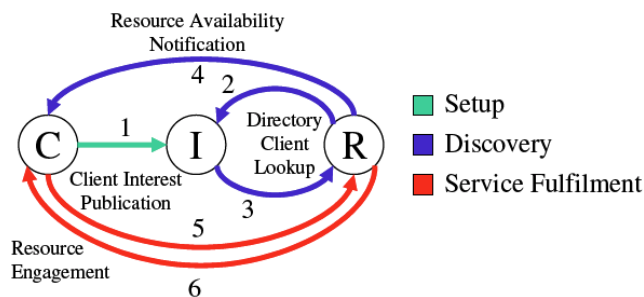 Resource Availability
Notification
4
2
1
C
I
R
Directory
Client
Lookup
Client Interest
Publication
3
5
Resource
Engagement
6
Setup
Discovery
Service Fulfilment